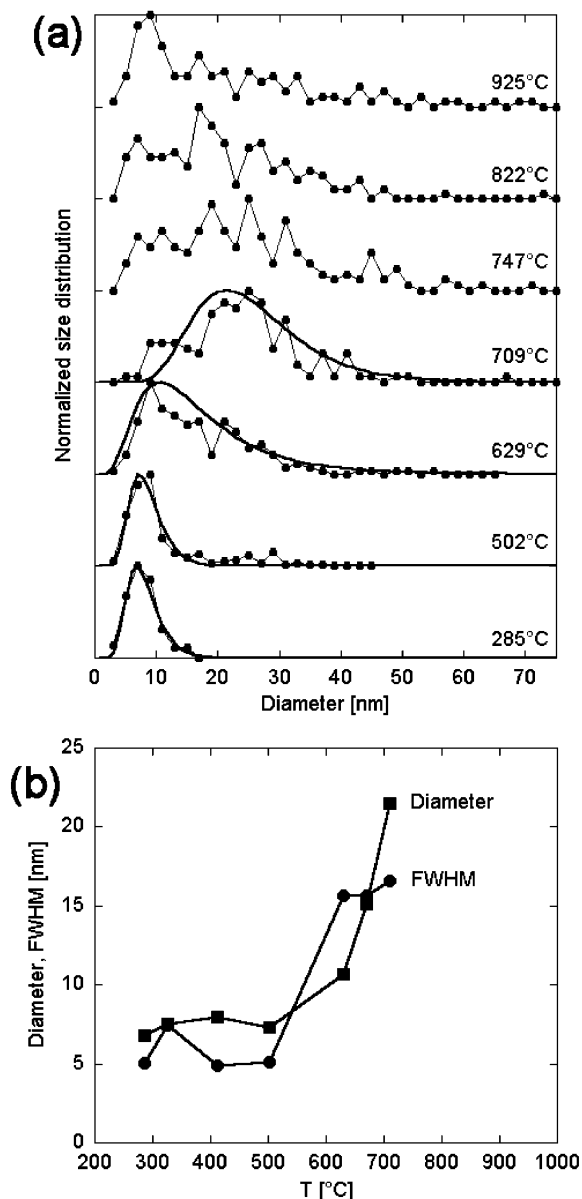 (a)
925°C
822°C
747°C
709°C
629°C
502°C
285°C
Normalized size distribution
0 10 20 30 40 50 60 70
Diameter [nm]
(b)
25
20
15
10
5
0
Diameter, FWHM [nm]
Diameter
FWHM
200 300 400 500 600 700 800 900 1000
T [°C]